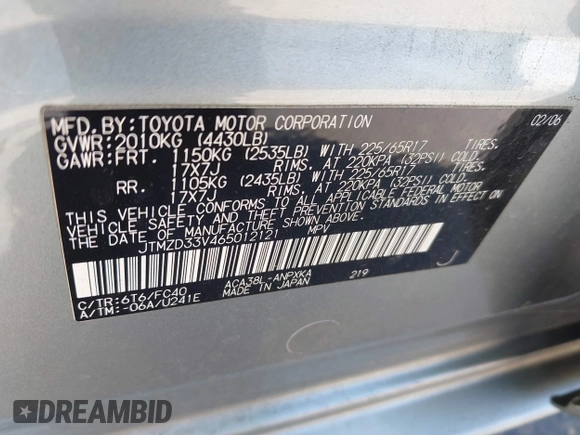 MFD. BY: TOYOTA MOTOR CORPORATION 02/06
GVWR: 2010KG (4430LB)
GAWR: FRT. 1150KG (2535LB) WITH 225/65R17 TIRES.
17X7J RIMS, AT 220KPA (32PSI) COLD.
RR. 1105KG (2435LB) WITH 225/65R17 TIRES.
17X7J RIMS, AT 220KPA (32PSI) COLD.
THIS VEHICLE CONFORMS TO ALL APPLICABLE FEDERAL MOTOR
VEHICLE SAFETY AND BUMPER STANDARDS IN EFFECT ON
THE DATE OF MANUFACTURE SHOWN ABOVE.
JTMZD33V465012121 MPV
C/TR: 6T6/FC40 ACA38L-ANPXKA 219 J
A/TM: -06A/U241E MADE IN JAPAN
DREAMBID